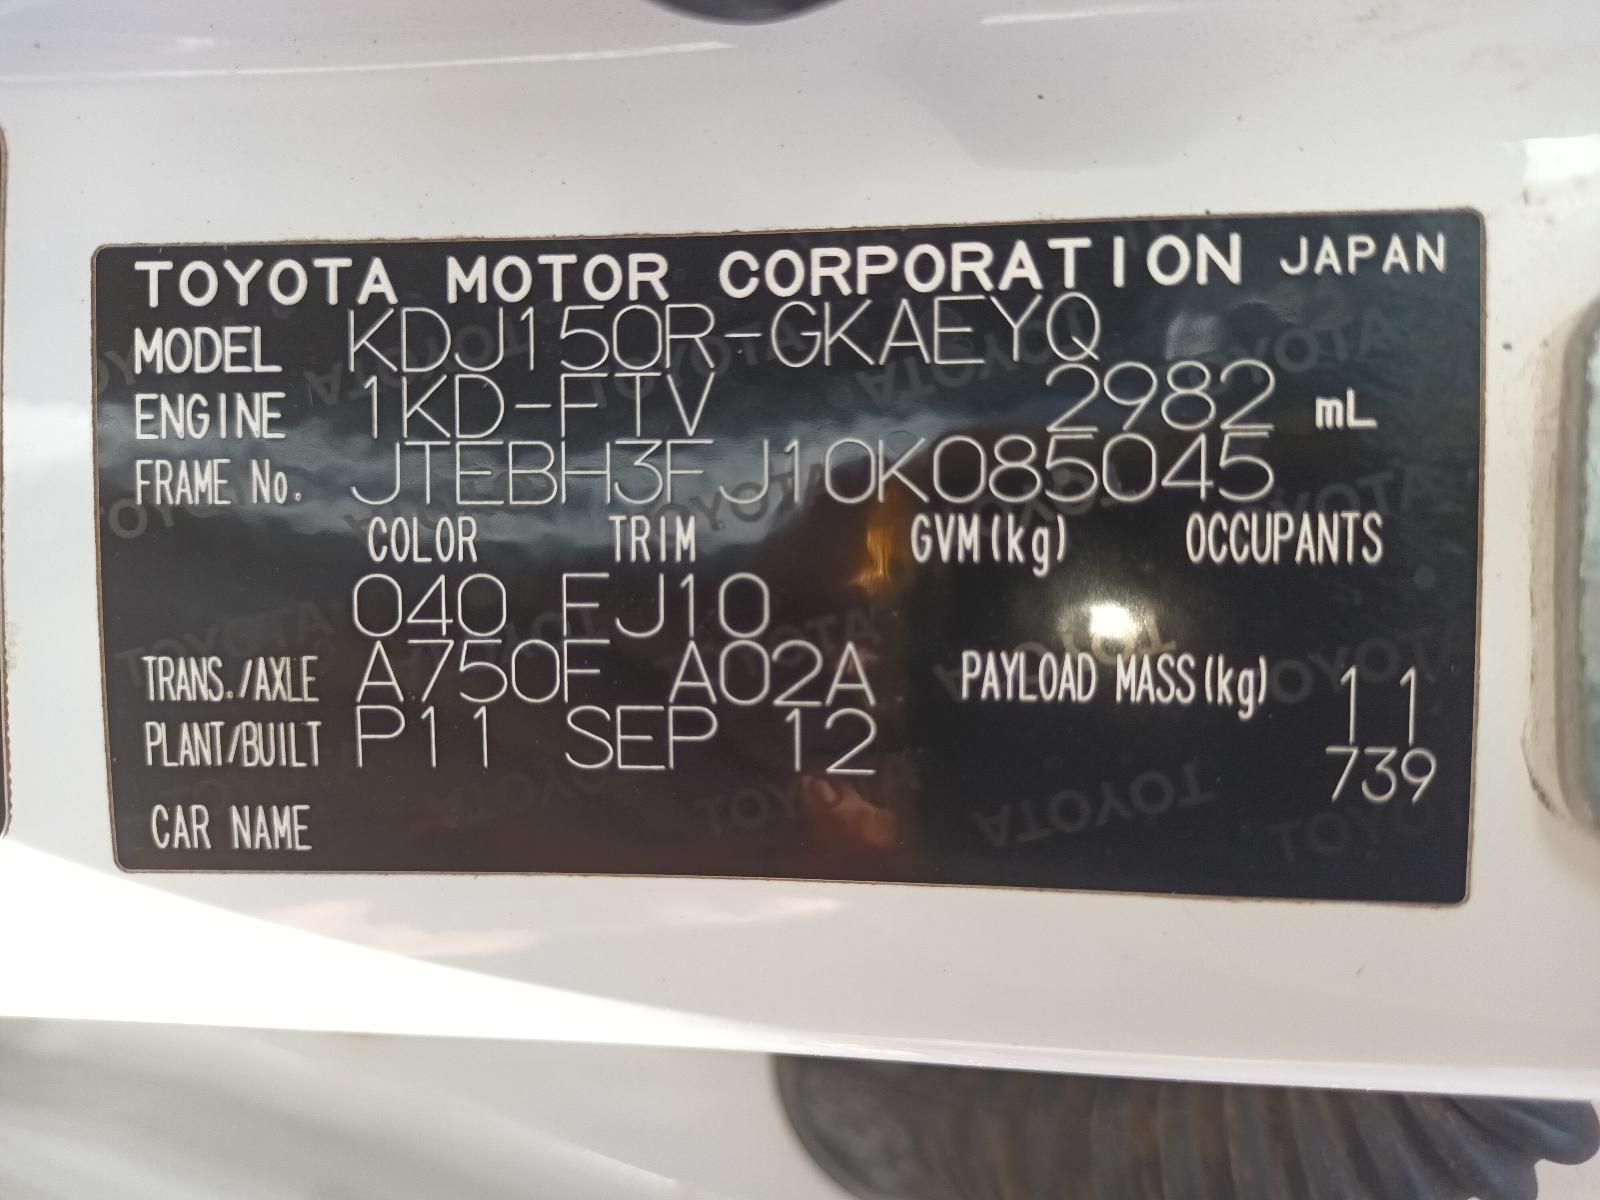 TOYOTA MOTOR CORPORATION JAPAN
MODEL KDJ150R-GKAEYQ
ENGINE 1KD-FTV 2982 mL
FRAME No. JTEBH3FJ10K085045
COLOR TRIM GVM(kg) OCCUPANTS
040 FJ10
TRANS./AXLE A750F A02A PAYLOAD MASS(kg) 11
PLANT/BUILT P11 SEP 12 739
CAR NAME